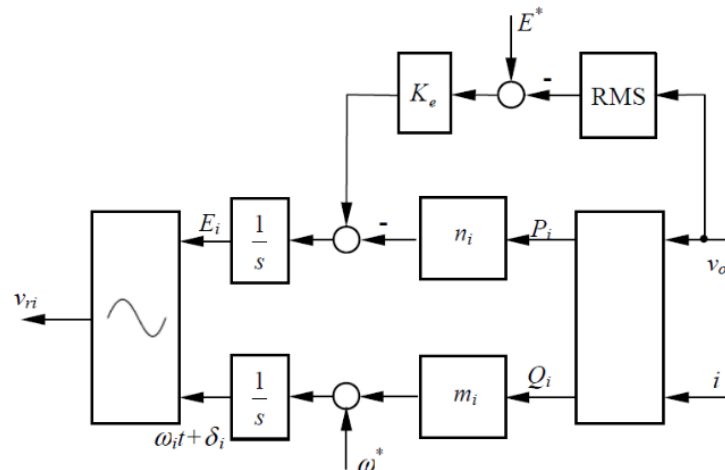 E*
-
K_e
RMS
E_i
1/s
-
n_i
P_i
v_o
v_ri
1/s
m_i
Q_i
i
ω_i t + δ_i
ω*